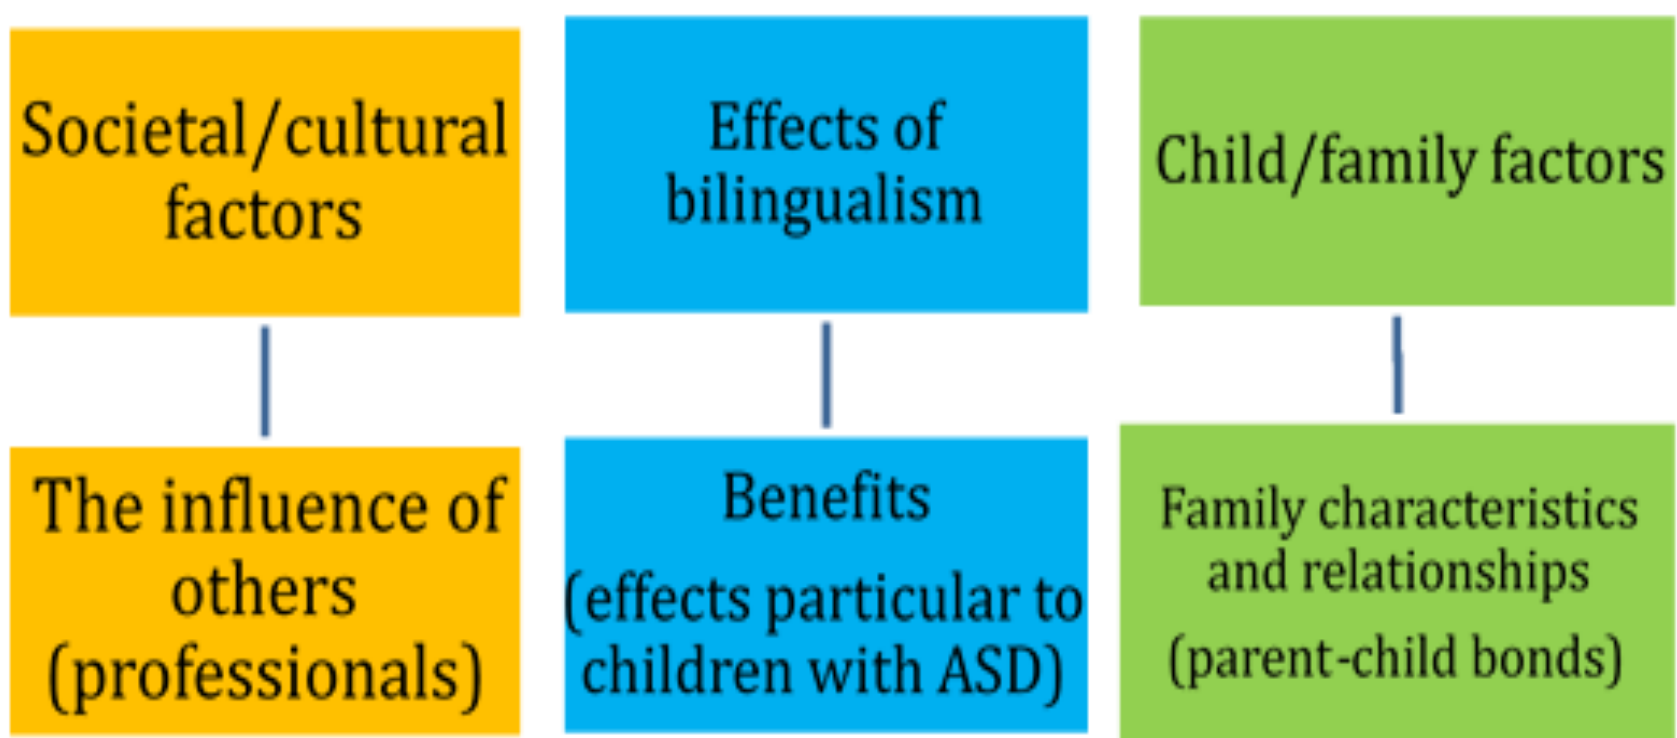 Societal/cultural
factors
Effects of
bilingualism
Child/family factors
The influence of
others
(professionals)
Benefits
(effects particular to
children with ASD)
Family characteristics
and relationships
(parent-child bonds)